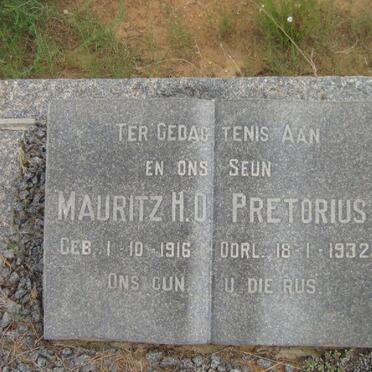 TER GEDAGTENIS AAN
EN ONS SEUN
MAURITZ H.O. PRETORIUS
GEB. 1-10-1916 OORL. 18-1-1932
ONS GUN U DIE RUS